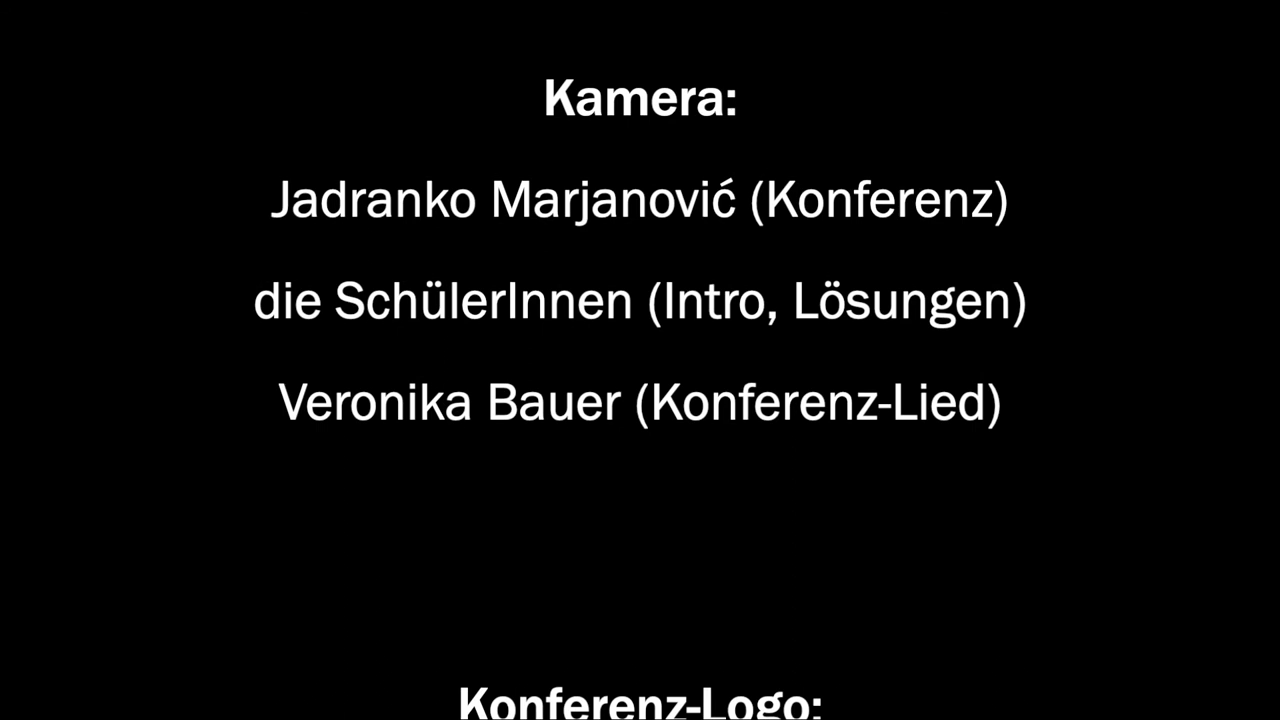 Kamera:
Jadranko Marjanović (Konferenz)
die SchülerInnen (Intro, Lösungen)
Veronika Bauer (Konferenz-Lied)
Konferenz-Logo: